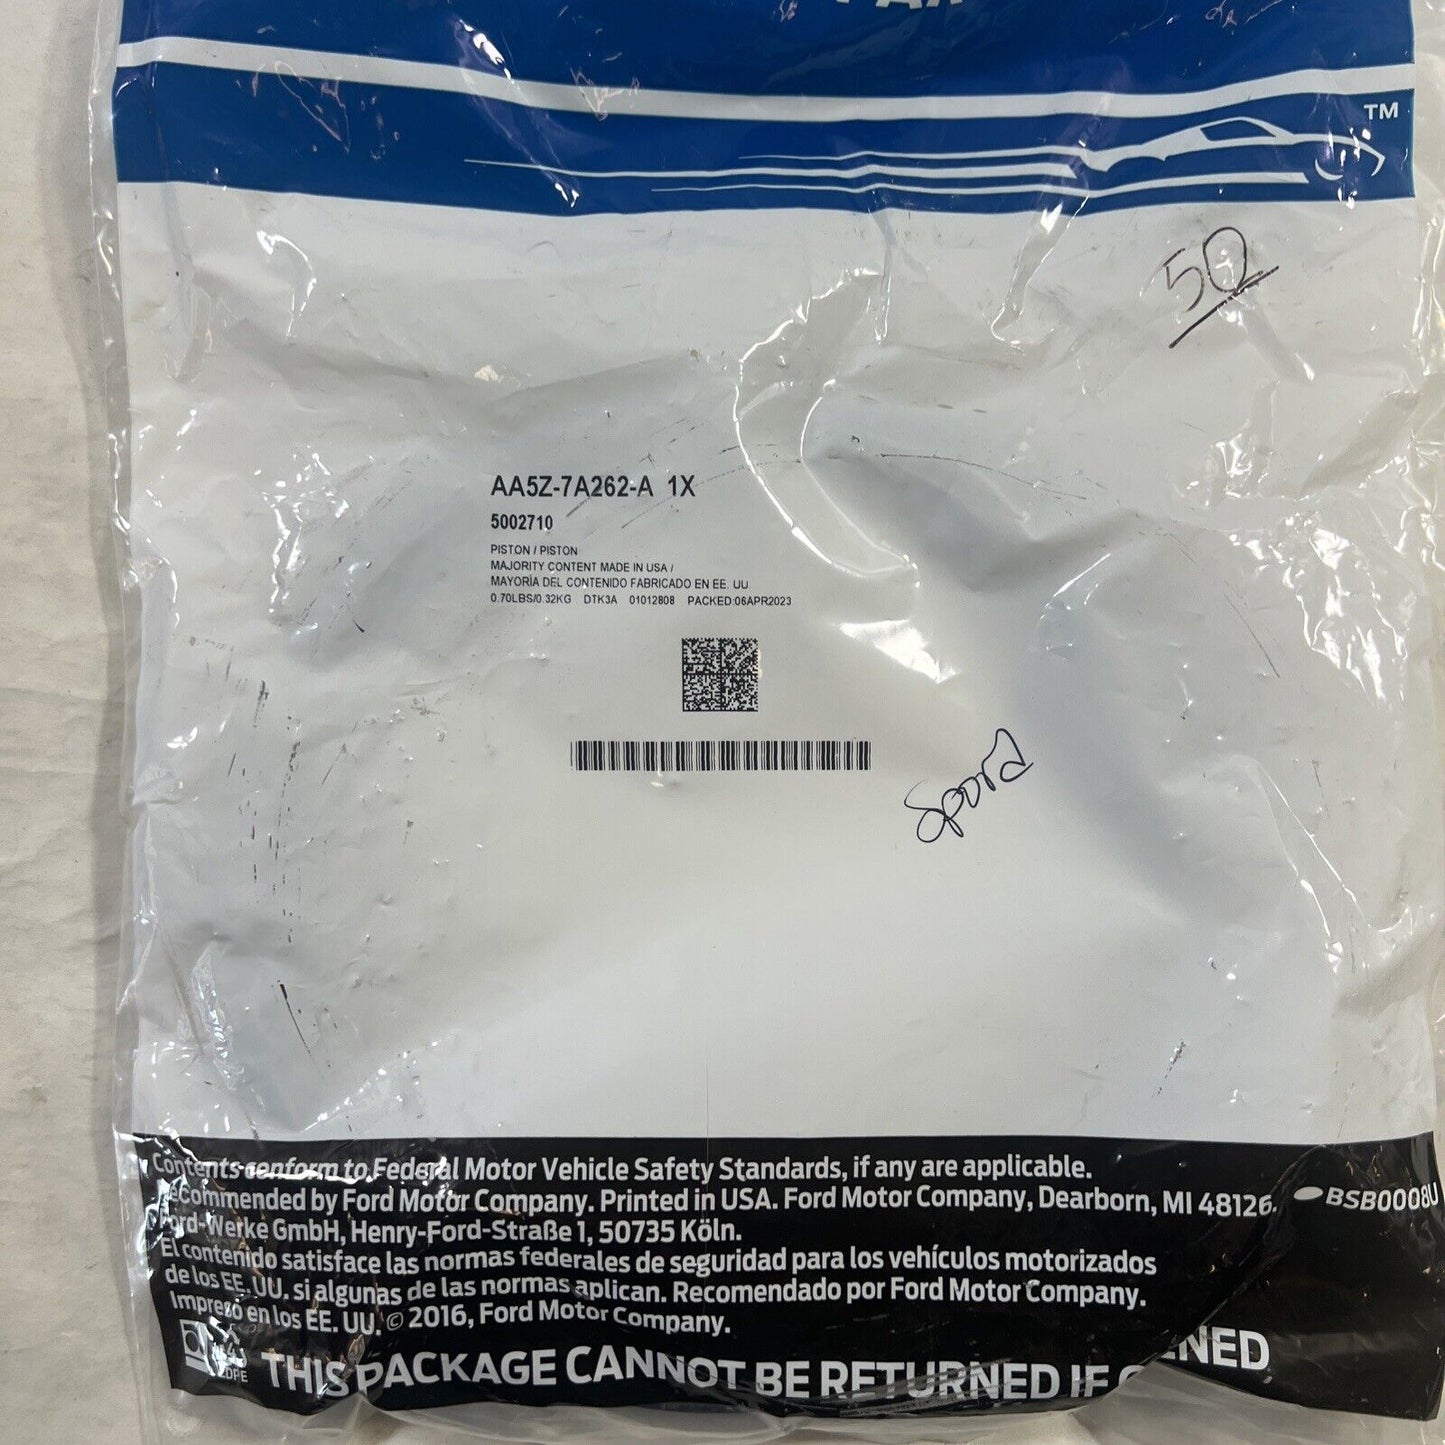 TM
50
AA5Z-7A262-A 1X
5002710
PISTON / PISTON
MAJORITY CONTENT MADE IN USA /
MAYORÍA DEL CONTENIDO FABRICADO EN EE. UU
0.70LBS/0.32KG DTK3A 01012808 PACKED:06APR2023
Contents conform to Federal Motor Vehicle Safety Standards, if any are applicable.
Recommended by Ford Motor Company. Printed in USA. Ford Motor Company, Dearborn, MI 48126. BSB0008U
Ford-Werke GmbH, Henry-Ford-Straße 1, 50735 Köln.
El contenido satisface las normas federales de seguridad para los vehículos motorizados
de los EE. UU. si algunas de las normas aplican. Recomendado por Ford Motor Company.
Impreso en los EE. UU. © 2016, Ford Motor Company.
LDPE
THIS PACKAGE CANNOT BE RETURNED IF OPENED